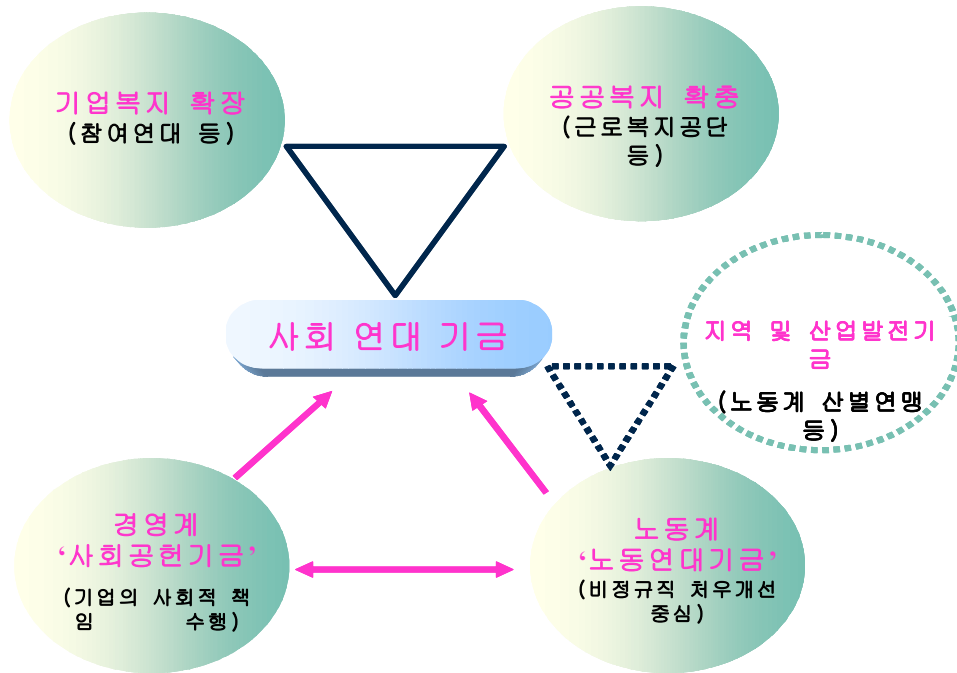 기업복지 확장
(참여연대 등)
공공복지 확충
(근로복지공단
등)
사회 연대 기금
지역 및 산업발전기
금
(노동계 산별연맹
등)
경영계
‘사회공헌기금’
(기업의 사회적 책
임 수행)
노동계
‘노동연대기금’
(비정규직 처우개선
중심)